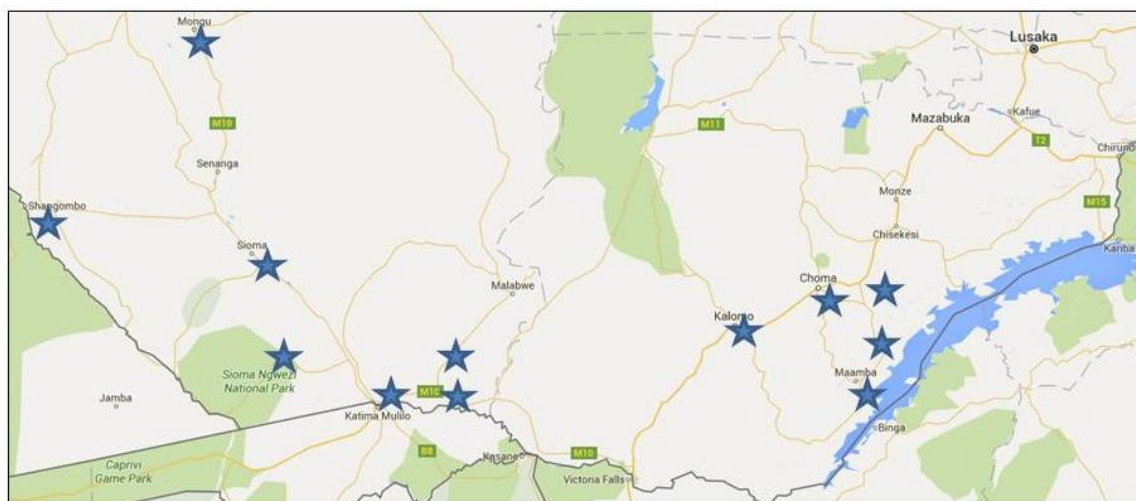 Mongu
Lusaka
M10
M11
Kafue
Mazabuka
T2
Chirund
Senanga
Monze
M15
Shangombo
Chisekesi
Kariba
Sioma
Choma
Malabwe
Kalomo
Sioma Ngwezi
National Park
Maamba
M10
Jamba
Katima Mulilo
Binga
B8
Kasane
M10
Caprivi
Game Park
Victoria Falls